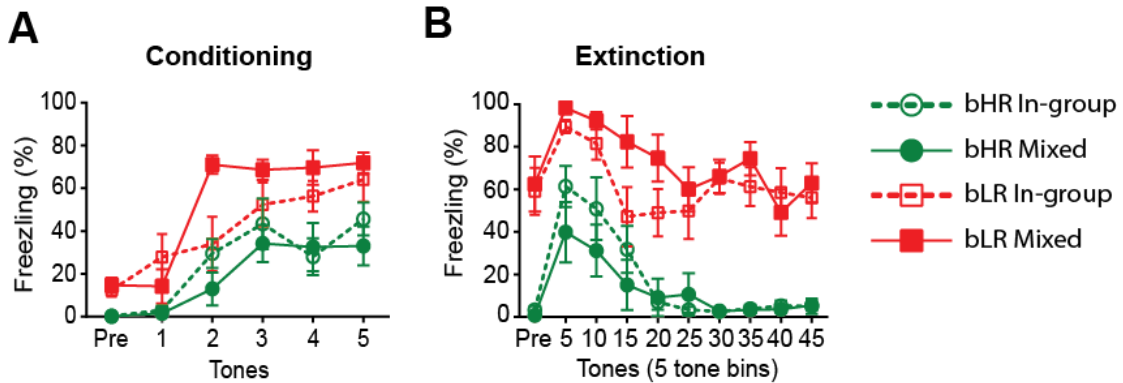 A
Conditioning
Freezling (%)
100
80
60
40
20
0
Pre 1 2 3 4 5
Tones
B
Extinction
Freezling (%)
100
80
60
40
20
0
Pre 5 10 15 20 25 30 35 40 45
Tones (5 tone bins)
bHR In-group
bHR Mixed
bLR In-group
bLR Mixed